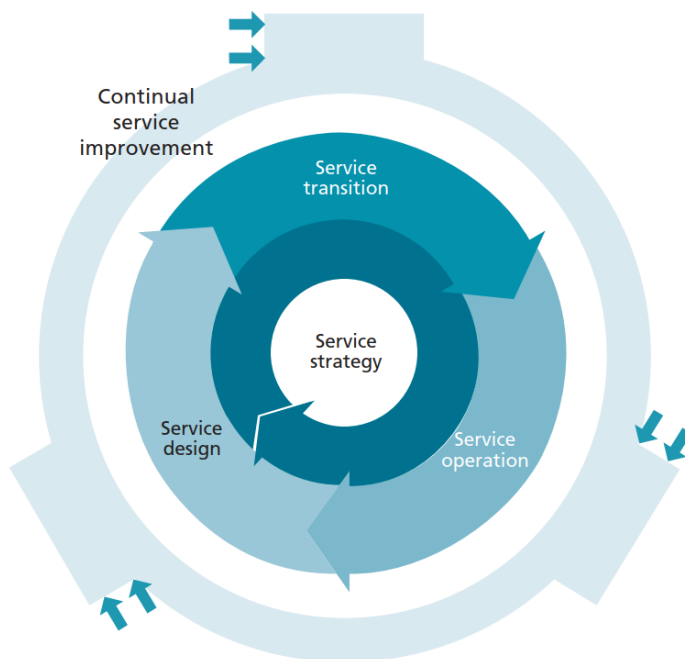 Continual
service
improvement
Service
transition
Service
strategy
Service
design
Service
operation